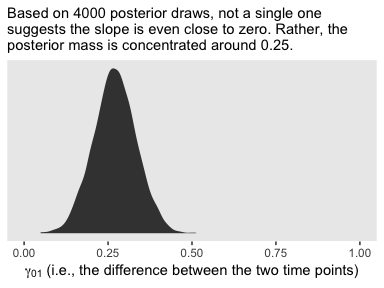 Based on 4000 posterior draws, not a single one
suggests the slope is even close to zero. Rather, the
posterior mass is concentrated around 0.25.
0.00 0.25 0.50 0.75 1.00
γ₀₁ (i.e., the difference between the two time points)